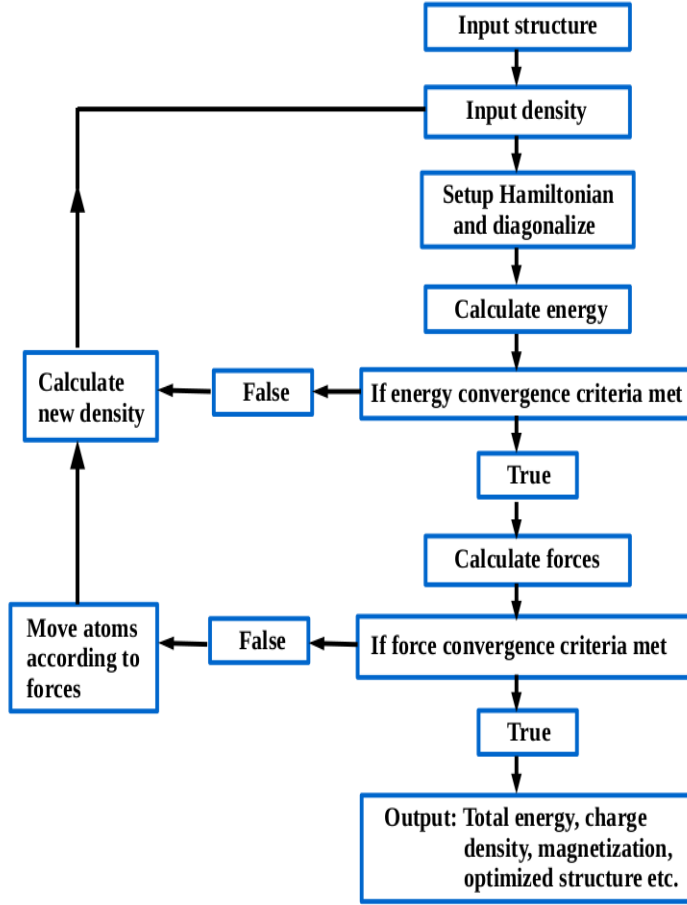 Input structure
Input density
Setup Hamiltonian
and diagonalize
Calculate energy
If energy convergence criteria met
False
Calculate
new density
True
Calculate forces
If force convergence criteria met
False
Move atoms
according to
forces
True
Output: Total energy, charge
density, magnetization,
optimized structure etc.